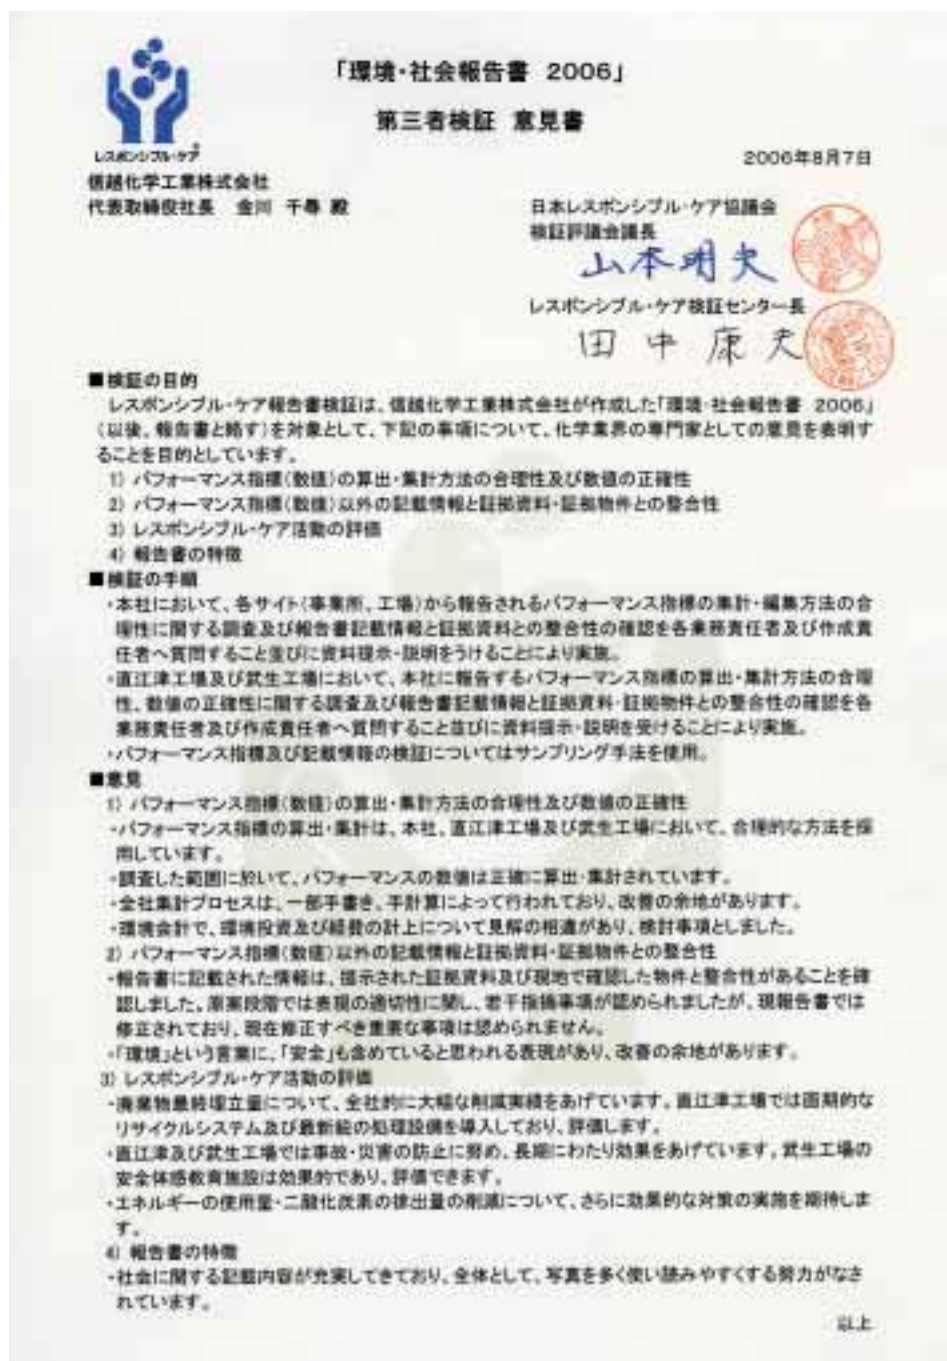 「環境・社会報告書 2006」
第三者検証 意見書
レスポンシブル・ケア®
2006年8月7日
信越化学工業株式会社
代表取締役社長 金川 千尋 殿
日本レスポンシブル・ケア協議会
検証評議会議長
山本明夫
レスポンシブル・ケア検証センター長
田中康夫
■検証の目的
レスポンシブル・ケア報告書検証は、信越化学工業株式会社が作成した「環境・社会報告書 2006」
(以後、報告書と略す)を対象として、下記の事項について、化学業界の専門家としての意見を表明す
ることを目的としています。
1) パフォーマンス指標(数値)の算出・集計方法の合理性及び数値の正確性
2) パフォーマンス指標(数値)以外の記載情報と証拠資料・証拠物件との整合性
3) レスポンシブル・ケア活動の評価
4) 報告書の特徴
■検証の手順
・本社において、各サイト(事業所、工場)から報告されるパフォーマンス指標の集計・編集方法の合
理性に関する調査及び報告書記載情報と証拠資料との整合性の確認を各業務責任者及び作成責
任者へ質問すること並びに資料提示・説明をうけることにより実施。
・直江津工場及び武生工場において、本社に報告するパフォーマンス指標の算出・集計方法の合理
性、数値の正確性に関する調査及び報告書記載情報と証拠資料・証拠物件との整合性の確認を各
業務責任者及び作成責任者へ質問すること並びに資料提示・説明を受けることにより実施。
・パフォーマンス指標及び記載情報の検証についてはサンプリング手法を使用。
■意見
1) パフォーマンス指標(数値)の算出・集計方法の合理性及び数値の正確性
・パフォーマンス指標の算出・集計は、本社、直江津工場及び武生工場において、合理的な方法を採
用しています。
・調査した範囲に於いて、パフォーマンスの数値は正確に算出・集計されています。
・全社集計プロセスは、一部手書き、手計算によって行われており、改善の余地があります。
・環境会計で、環境投資及び経費の計上について見解の相違があり、検討事項としました。
2) パフォーマンス指標(数値)以外の記載情報と証拠資料・証拠物件との整合性
・報告書に記載された情報は、提示された証拠資料及び現地で確認した物件と整合性があることを確
認しました。原案段階では表現の適切性に関し、若干指摘事項が認められましたが、現報告書では
修正されており、現在修正すべき重要な事項は認められません。
・「環境」という言葉に、「安全」も含めていると思われる表現があり、改善の余地があります。
3) レスポンシブル・ケア活動の評価
・廃棄物最終埋立量について、全社的に大幅な削減実績をあげています。直江津工場では画期的な
リサイクルシステム及び最新鋭の処理設備を導入しており、評価します。
・直江津及び武生工場では事故・災害の防止に努め、長期にわたり効果をあげています。武生工場の
安全体感教育施設は効果的であり、評価できます。
・エネルギーの使用量・二酸化炭素の排出量の削減について、さらに効果的な対策の実施を期待しま
す。
4) 報告書の特徴
・社会に関する記載内容が充実してきており、全体として、写真を多く使い読みやすくする努力がなさ
れています。
以上